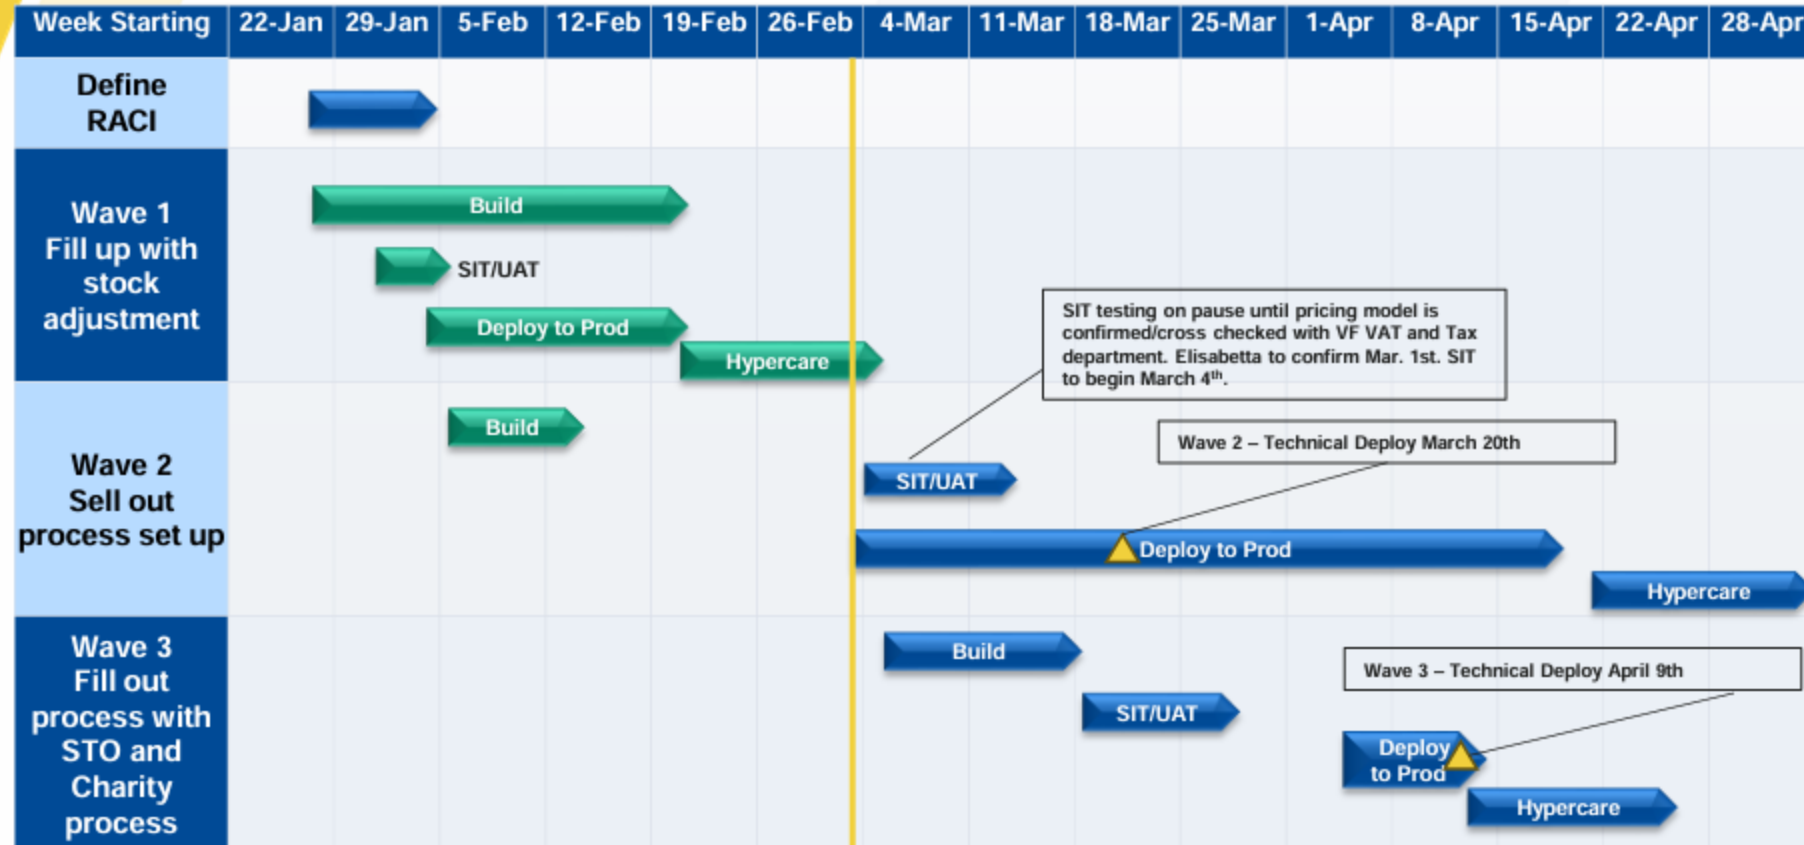 Week Starting 22-Jan 29-Jan 5-Feb 12-Feb 19-Feb 26-Feb 4-Mar 11-Mar 18-Mar 25-Mar 1-Apr 8-Apr 15-Apr 22-Apr 28-Apr
Define
RACI
Wave 1
Fill up with
stock
adjustment
Build
SIT/UAT
Deploy to Prod
Hypercare
SIT testing on pause until pricing model is
confirmed/cross checked with VF VAT and Tax
department. Elisabetta to confirm Mar. 1st. SIT
to begin March 4th.
Wave 2
Sell out
process set up
Build
Wave 2 – Technical Deploy March 20th
SIT/UAT
Deploy to Prod
Hypercare
Wave 3
Fill out
process with
STO and
Charity
process
Build
Wave 3 – Technical Deploy April 9th
SIT/UAT
Deploy
to Prod
Hypercare